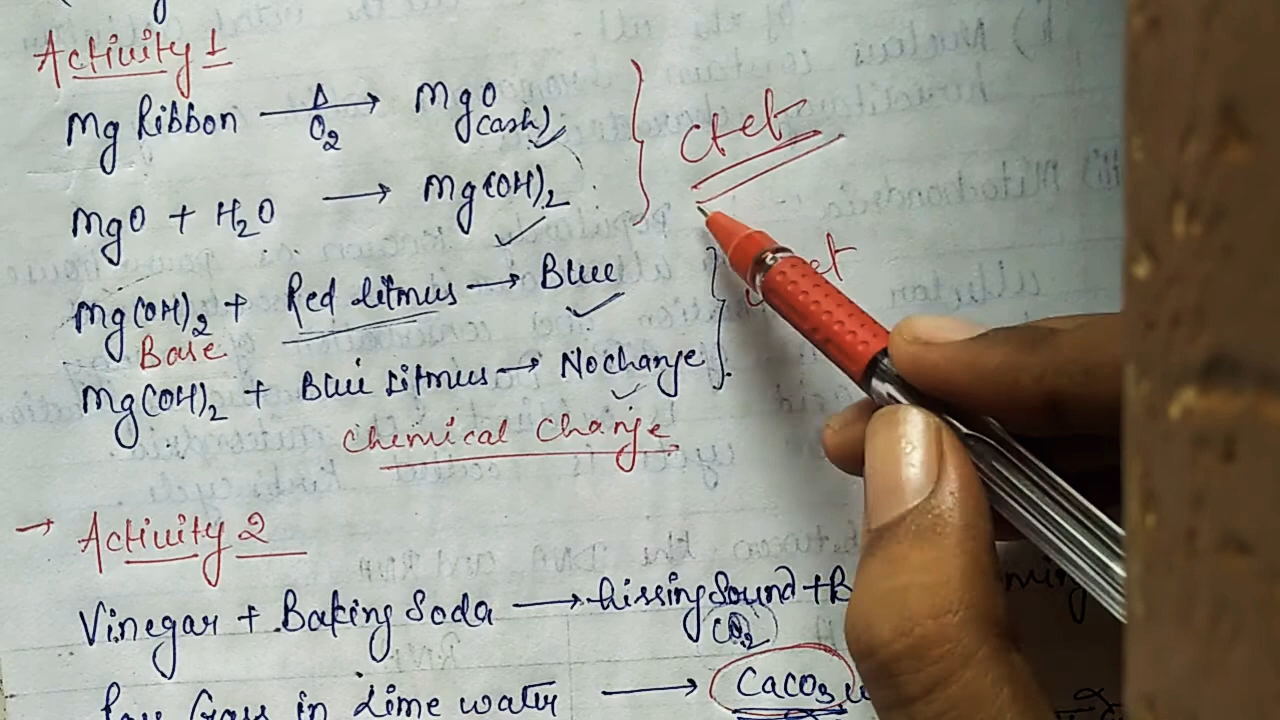 Activity 1
Mg Ribbon —Δ/O2→ MgO (ash)
Ctet
MgO + H2O → Mg(OH)2
Mg(OH)2 + Red litmus → Blue
Base
Mg(OH)2 + Blue Litmus → No change
Chemical Change
→ Activity 2
Vinegar + Baking Soda → hissing Sound + B
CO2
Gas in Lime water → CaCO3